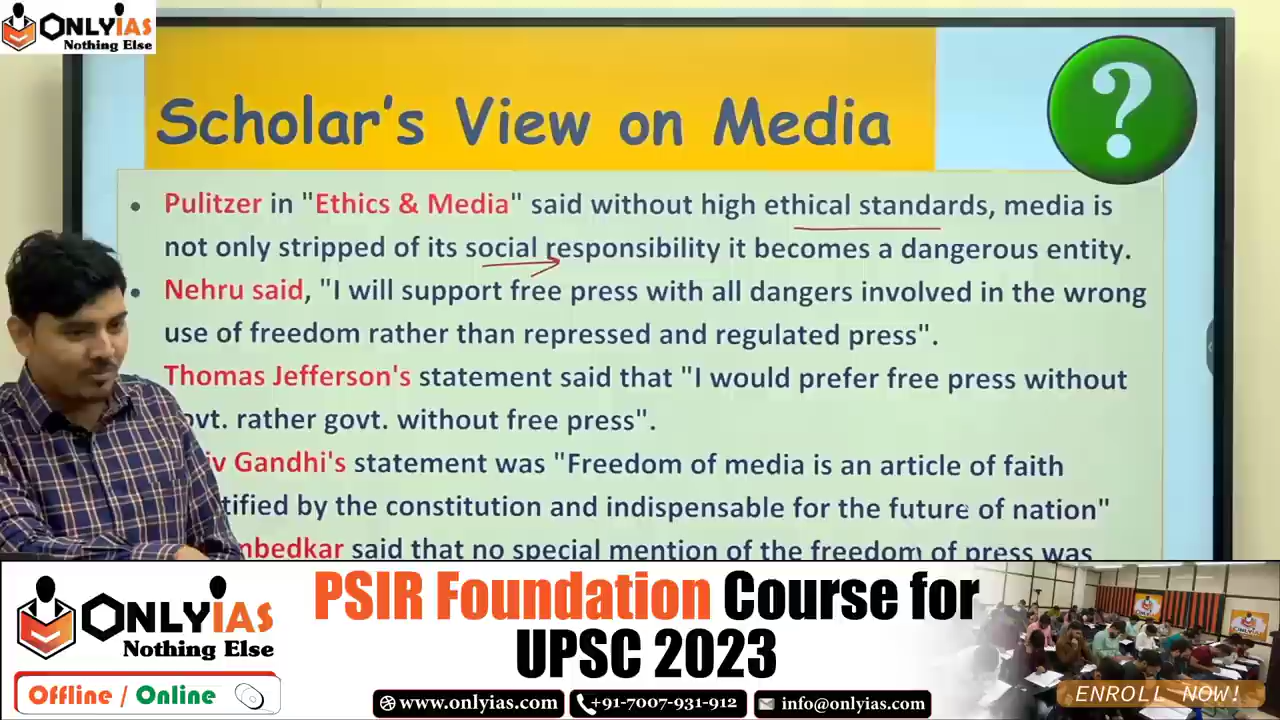 ONLYIAS
Nothing Else
?
Scholar's View on Media
• Pulitzer in "Ethics & Media" said without high ethical standards, media is
not only stripped of its social responsibility it becomes a dangerous entity.
• Nehru said, "I will support free press with all dangers involved in the wrong
use of freedom rather than repressed and regulated press".
Thomas Jefferson's statement said that "I would prefer free press without
ovt. rather govt. without free press".
iv Gandhi's statement was "Freedom of media is an article of faith
tified by the constitution and indispensable for the future of nation"
mbedkar said that no special mention of the freedom of press was
ONLYIAS
Nothing Else
Offline / Online
PSIR Foundation Course for
UPSC 2023
www.onlyias.com
+91-7007-931-912
info@onlyias.com
ENROLL NOW!